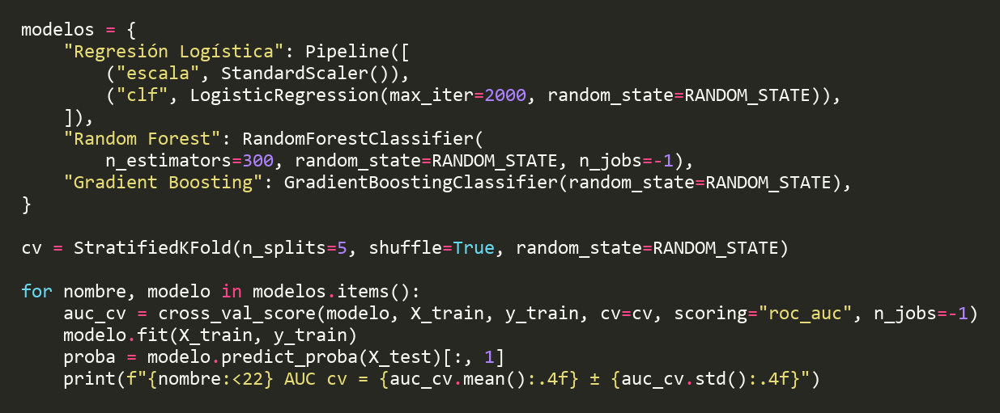 modelos = {
    "Regresión Logística": Pipeline([
        ("escala", StandardScaler()),
        ("clf", LogisticRegression(max_iter=2000, random_state=RANDOM_STATE)),
    ]),
    "Random Forest": RandomForestClassifier(
        n_estimators=300, random_state=RANDOM_STATE, n_jobs=-1),
    "Gradient Boosting": GradientBoostingClassifier(random_state=RANDOM_STATE),
}

cv = StratifiedKFold(n_splits=5, shuffle=True, random_state=RANDOM_STATE)

for nombre, modelo in modelos.items():
    auc_cv = cross_val_score(modelo, X_train, y_train, cv=cv, scoring="roc_auc", n_jobs=-1)
    modelo.fit(X_train, y_train)
    proba = modelo.predict_proba(X_test)[:, 1]
    print(f"{nombre:<22} AUC cv = {auc_cv.mean():.4f} ± {auc_cv.std():.4f}")